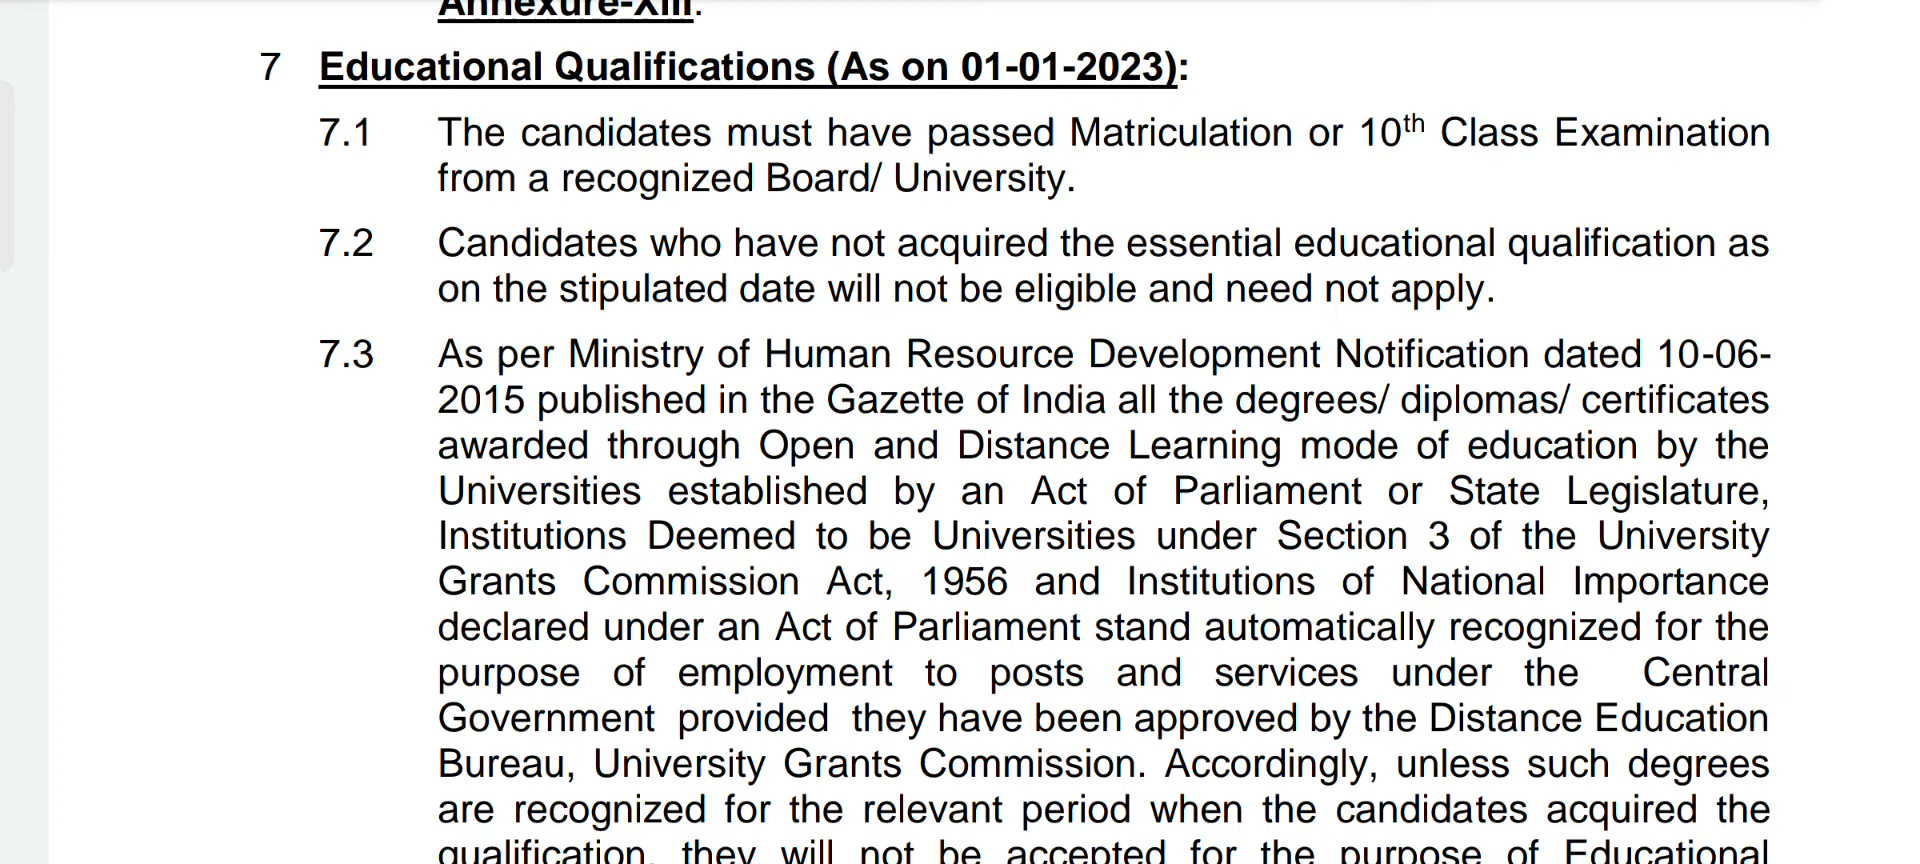 Annexure-XIII.
7 Educational Qualifications (As on 01-01-2023):
7.1 The candidates must have passed Matriculation or 10th Class Examination
from a recognized Board/ University.
7.2 Candidates who have not acquired the essential educational qualification as
on the stipulated date will not be eligible and need not apply.
7.3 As per Ministry of Human Resource Development Notification dated 10-06-
2015 published in the Gazette of India all the degrees/ diplomas/ certificates
awarded through Open and Distance Learning mode of education by the
Universities established by an Act of Parliament or State Legislature,
Institutions Deemed to be Universities under Section 3 of the University
Grants Commission Act, 1956 and Institutions of National Importance
declared under an Act of Parliament stand automatically recognized for the
purpose of employment to posts and services under the Central
Government provided they have been approved by the Distance Education
Bureau, University Grants Commission. Accordingly, unless such degrees
are recognized for the relevant period when the candidates acquired the
qualification, they will not be accepted for the purpose of Educational